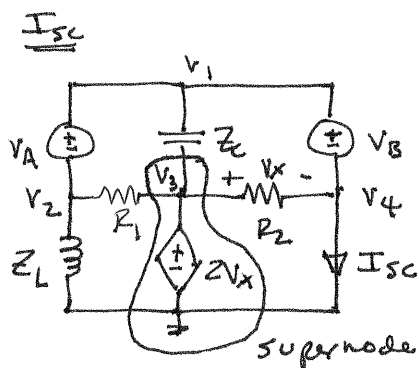 Isc
V1
VA
± 
Zc
±
VB
V2
R1
V3
+ Vx -
R2
V4
ZL
±
2Vx
Isc
supernode